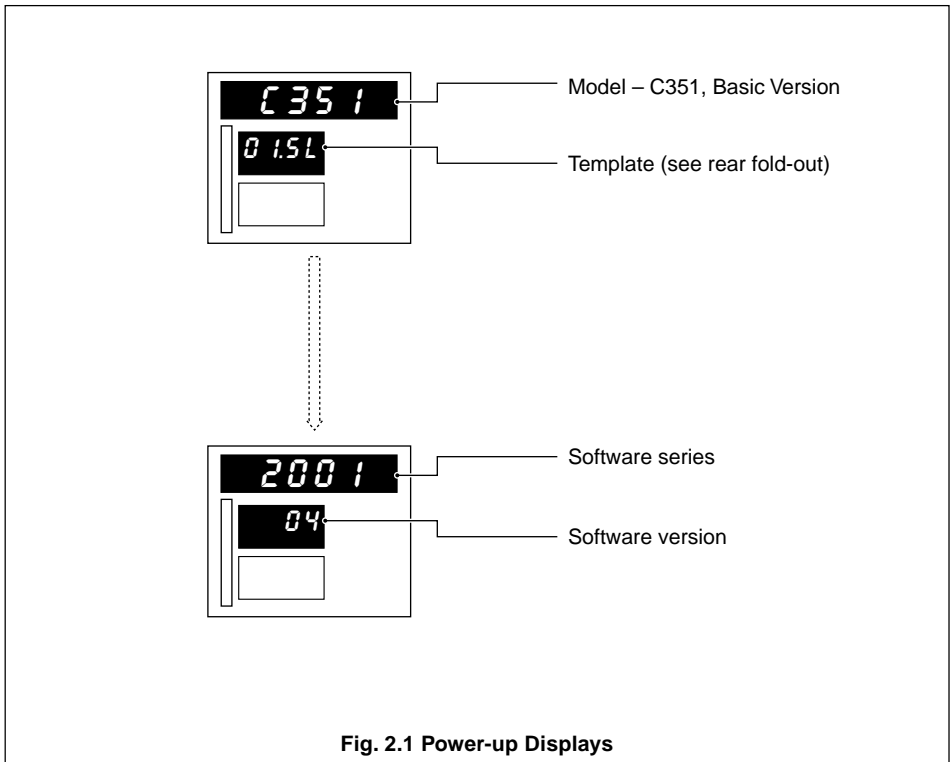 C351
Model – C351, Basic Version
01.SL
Template (see rear fold-out)
2001
Software series
04
Software version
Fig. 2.1 Power-up Displays